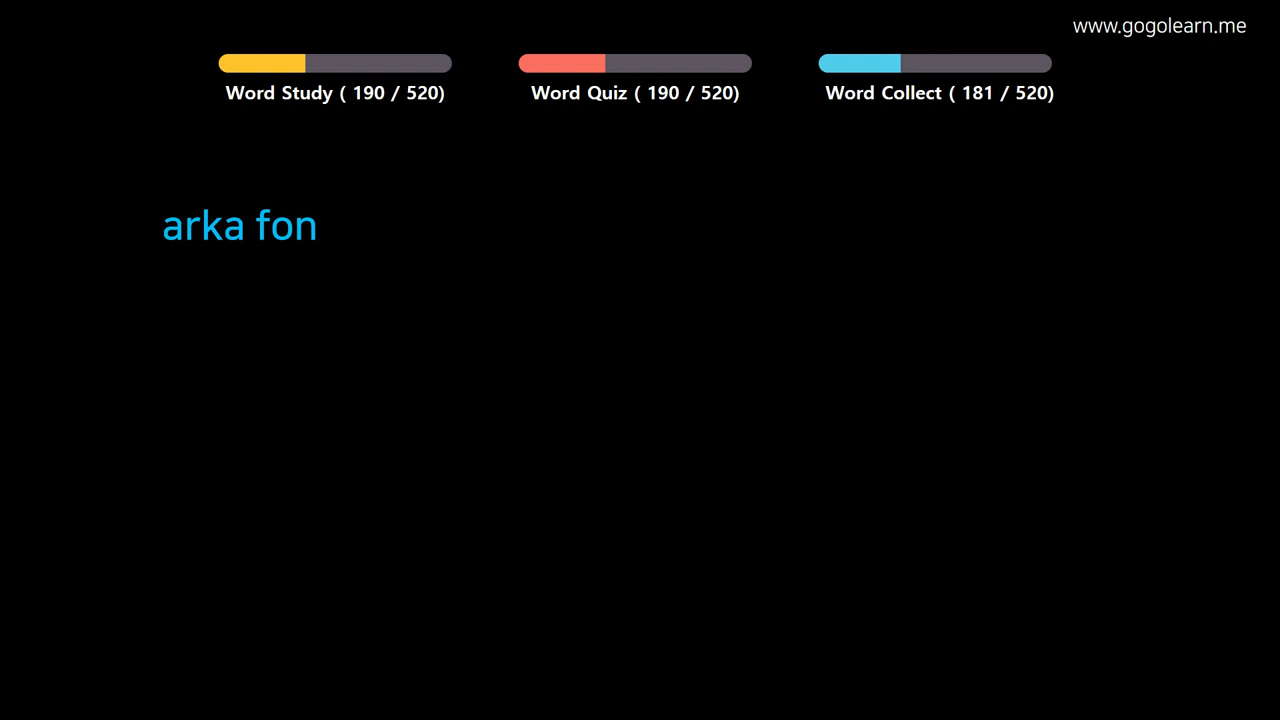 www.gogolearn.me
Word Study ( 190 / 520)
Word Quiz ( 190 / 520)
Word Collect ( 181 / 520)
arka fon